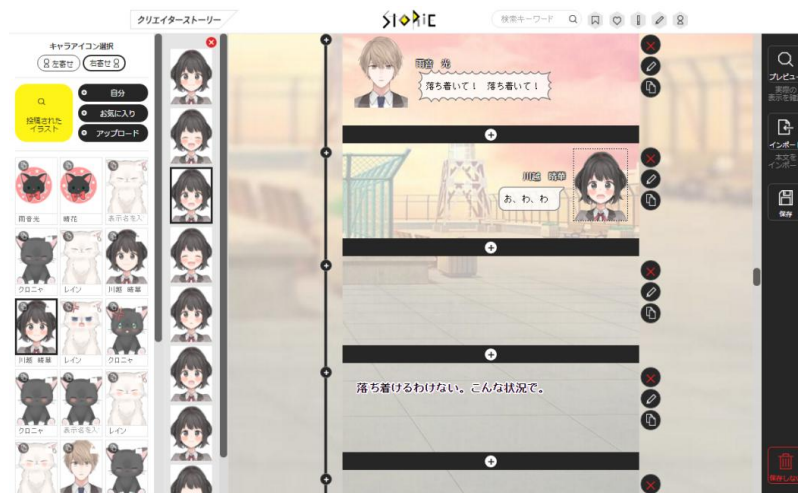 クリエイターストーリー
STORIE
検索キーワード
キャラアイコン選択
左寄せ
右寄せ
投稿された
イラスト
自分
お気に入り
アップロード
雨音光
晴花
表示名を入
クロニャ
レイン
川越 晴華
川越 晴華
レイン
クロニャ
クロニャ
表示名を入
レイン
雨音 光
落ち着いて! 落ち着いて!
川越 晴華
お、わ、わ
落ち着けるわけない。こんな状況で。
プレビュー
実際の
表示を確
インポート
本文を
インポー
保存
保存しな